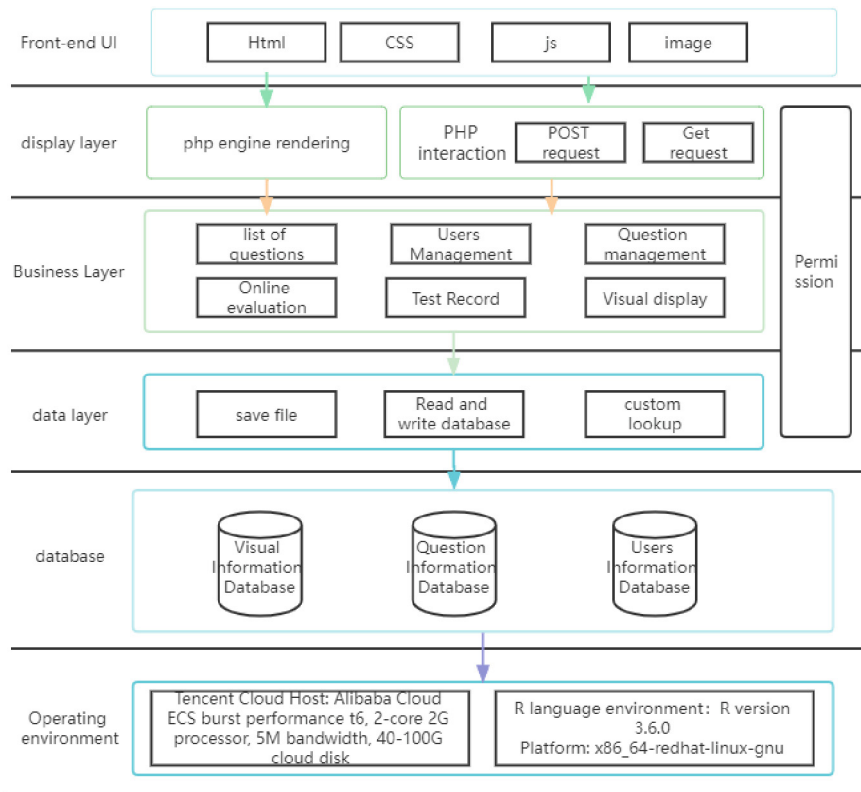 Front-end UI
Html
CSS
js
image
display layer
php engine rendering
PHP
interaction
POST
request
Get
request
Permi
ssion
Business Layer
list of
questions
Users
Management
Question
management
Online
evaluation
Test Record
Visual display
data layer
save file
Read and
write database
custom
lookup
database
Visual
Information
Database
Question
Information
Database
Users
Information
Database
Operating
environment
Tencent Cloud Host: Alibaba Cloud
ECS burst performance t6, 2-core 2G
processor, 5M bandwidth, 40-100G
cloud disk
R language environment: R version
3.6.0
Platform: x86_64-redhat-linux-gnu